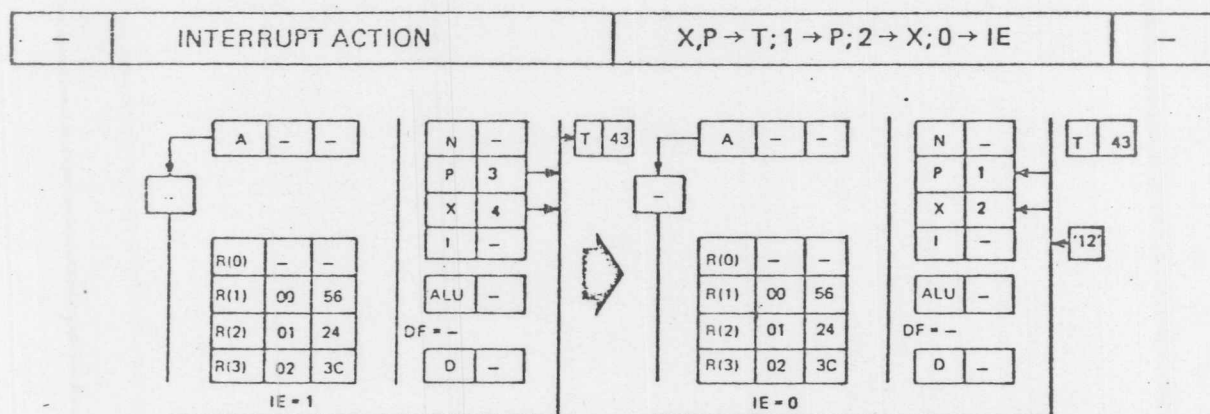 – INTERRUPT ACTION X,P → T; 1 → P; 2 → X; 0 → IE –
A – –
N –
T 43
A – –
N –
T 43
P 3
P 1
–
X 4
–
X 2
I –
I –
'12'
R(0) – –
R(0) – –
R(1) 00 56
ALU –
R(1) 00 56
ALU –
R(2) 01 24
DF = –
R(2) 01 24
DF = –
R(3) 02 3C
D –
R(3) 02 3C
D –
IE = 1
IE = 0